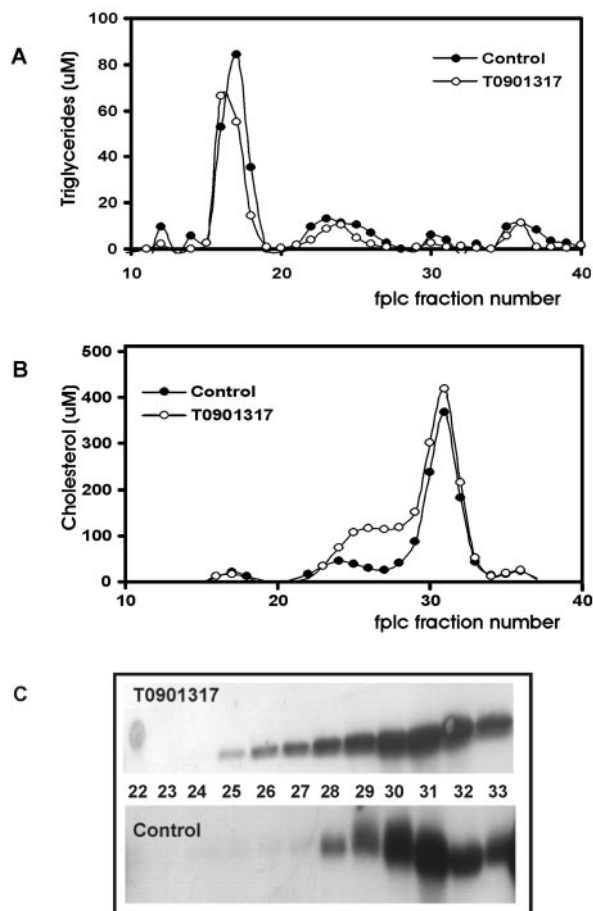 A
Triglycerides (uM)
100
80
60
40
20
0
Control
T0901317
10 20 30 40
fplc fraction number
B
Cholesterol (uM)
500
400
300
200
100
0
Control
T0901317
10 20 30 40
fplc fraction number
C
T0901317
22 23 24 25 26 27 28 29 30 31 32 33
Control